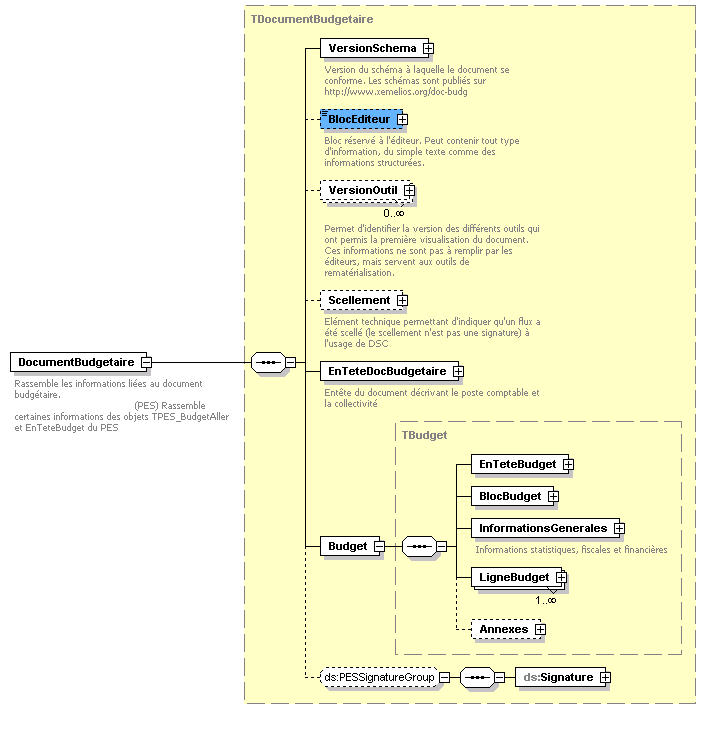 TDocumentBudgetaire
VersionSchema
Version du schéma à laquelle le document se
conforme. Les schémas sont publiés sur
http://www.xemelios.org/doc-budg
BlocEditeur
Bloc réservé à l'éditeur. Peut contenir tout type
d'information, du simple texte comme des
informations structurées.
VersionOutil
0..∞
Permet d'identifier la version des différents outils qui
ont permis la première visualisation du document.
Ces informations ne sont pas à remplir par les
éditeurs, mais servent aux outils de
rematérialisation.
Scellement
Elément technique permettant d'indiquer qu'un flux a
été scellé (le scellement n'est pas une signature) à
l'usage de DSC
DocumentBudgetaire
Rassemble les informations liées au document
budgétaire.
(PES) Rassemble
certaines informations des objets TPES_BudgetAller
et EnTeteBudget du PES
EnTeteDocBudgetaire
Entête du document décrivant le poste comptable et
la collectivité
TBudget
EnTeteBudget
BlocBudget
InformationsGenerales
Informations statistiques, fiscales et financières
Budget
LigneBudget
1..∞
Annexes
ds:PESSignatureGroup
ds:Signature